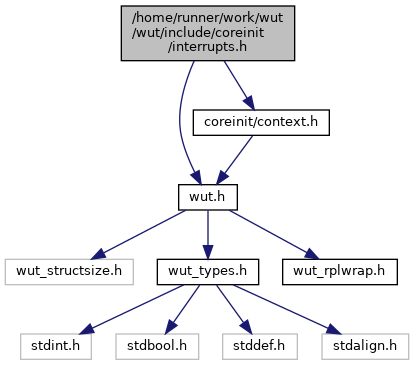 /home/runner/work/wut
/wut/include/coreinit
/interrupts.h
coreinit/context.h
wut.h
wut_structsize.h
wut_types.h
wut_rplwrap.h
stdint.h
stdbool.h
stddef.h
stdalign.h